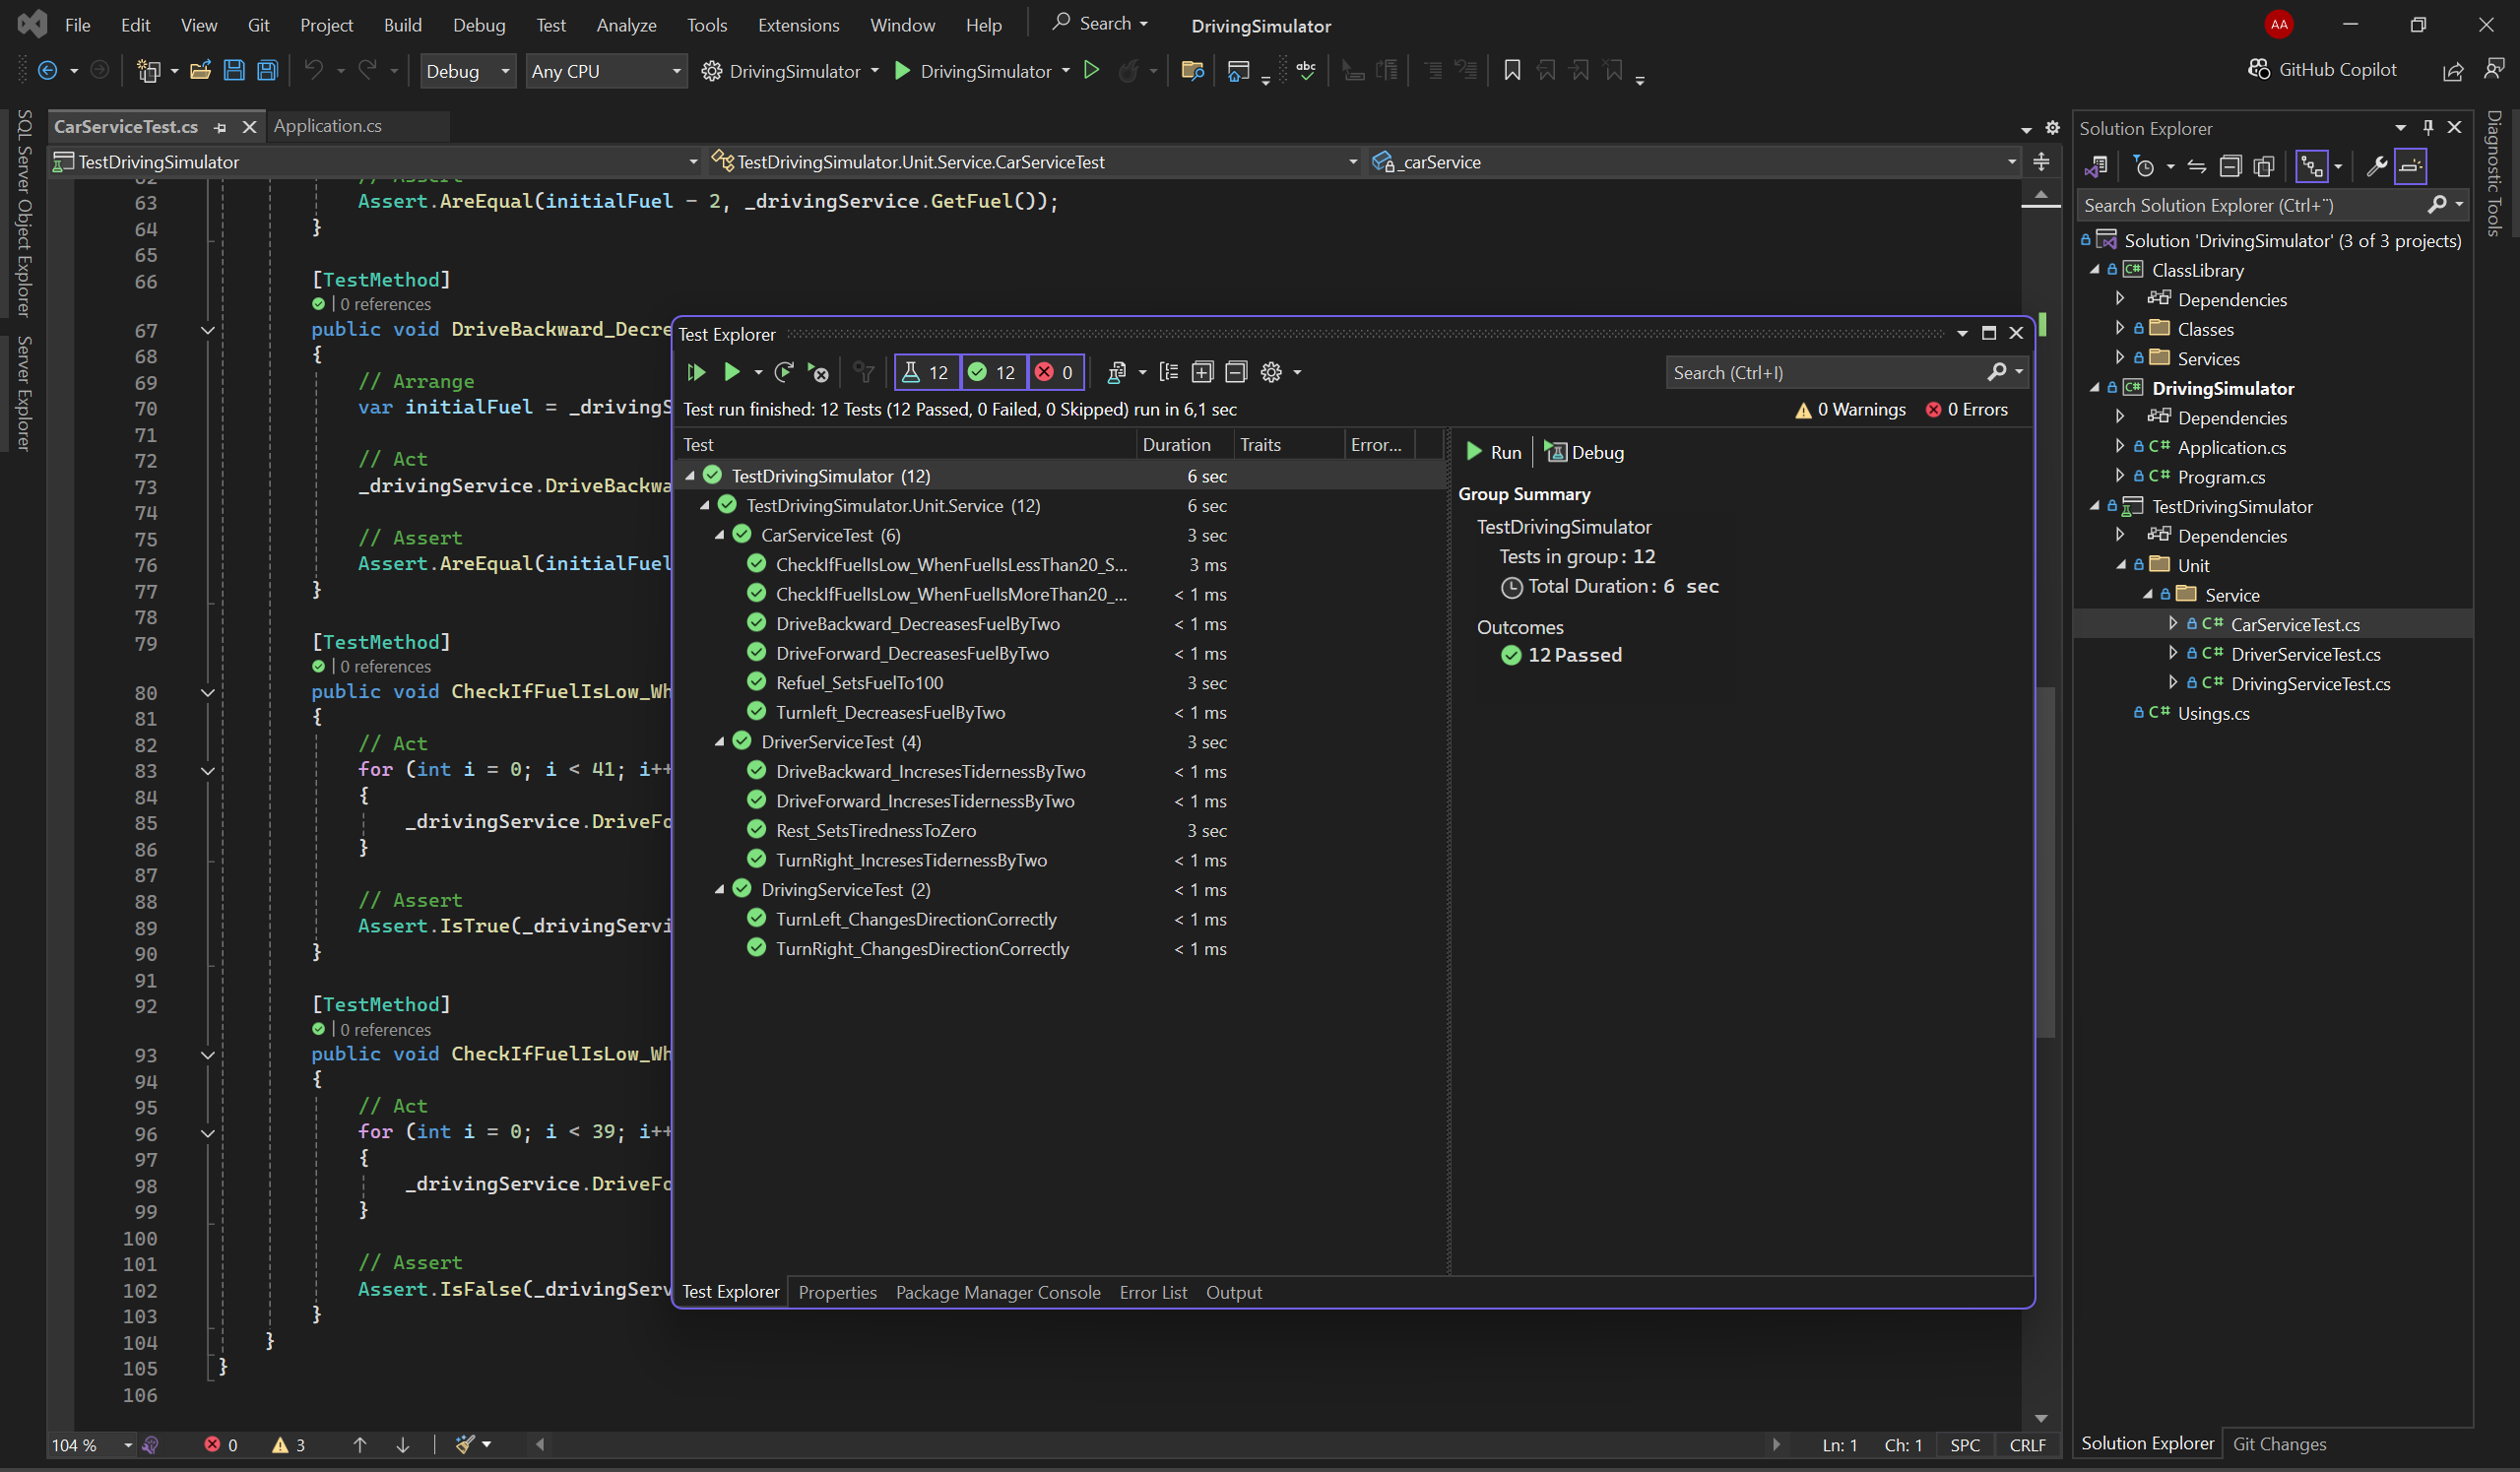 File Edit View Git Project Build Debug Test Analyze Tools Extensions Window Help Search DrivingSimulator AA
Debug Any CPU DrivingSimulator DrivingSimulator GitHub Copilot
SQL Server Object Explorer
Server Explorer
CarServiceTest.cs Application.cs
TestDrivingSimulator TestDrivingSimulator.Unit.Service.CarServiceTest _carService
63 Assert.AreEqual(initialFuel - 2, _drivingService.GetFuel());
64 }
65
66 [TestMethod]
0 references
67 public void DriveBackward_Decre
68 {
69 // Arrange
70 var initialFuel = _drivingS
71
72 // Act
73 _drivingService.DriveBackwa
74
75 // Assert
76 Assert.AreEqual(initialFuel
77 }
78
79 [TestMethod]
0 references
80 public void CheckIfFuelIsLow_Wh
81 {
82 // Act
83 for (int i = 0; i < 41; i++
84 {
85 _drivingService.DriveFo
86 }
87
88 // Assert
89 Assert.IsTrue(_drivingServi
90 }
91
92 [TestMethod]
0 references
93 public void CheckIfFuelIsLow_Wh
94 {
95 // Act
96 for (int i = 0; i < 39; i++
97 {
98 _drivingService.DriveFo
99 }
100
101 // Assert
102 Assert.IsFalse(_drivingServ
103 }
104 }
105 }
106
Test Explorer
12 12 0 Search (Ctrl+I)
Test run finished: 12 Tests (12 Passed, 0 Failed, 0 Skipped) run in 6,1 sec 0 Warnings 0 Errors
Test Duration Traits Error...
TestDrivingSimulator (12) 6 sec
TestDrivingSimulator.Unit.Service (12) 6 sec
CarServiceTest (6) 3 sec
CheckIfFuelIsLow_WhenFuelIsLessThan20_S... 3 ms
CheckIfFuelIsLow_WhenFuelIsMoreThan20_... < 1 ms
DriveBackward_DecreasesFuelByTwo < 1 ms
DriveForward_DecreasesFuelByTwo < 1 ms
Refuel_SetsFuelTo100 3 sec
Turnleft_DecreasesFuelByTwo < 1 ms
DriverServiceTest (4) 3 sec
DriveBackward_IncresesTidernessByTwo < 1 ms
DriveForward_IncresesTidernessByTwo < 1 ms
Rest_SetsTirednessToZero 3 sec
TurnRight_IncresesTidernessByTwo < 1 ms
DrivingServiceTest (2) < 1 ms
TurnLeft_ChangesDirectionCorrectly < 1 ms
TurnRight_ChangesDirectionCorrectly < 1 ms
Run Debug
Group Summary
TestDrivingSimulator
Tests in group: 12
Total Duration: 6 sec
Outcomes
12 Passed
Test Explorer Properties Package Manager Console Error List Output
104 % 0 3 Ln: 1 Ch: 1 SPC CRLF
Solution Explorer
Search Solution Explorer (Ctrl+¨)
Solution 'DrivingSimulator' (3 of 3 projects)
C# ClassLibrary
Dependencies
Classes
Services
C# DrivingSimulator
Dependencies
C# Application.cs
C# Program.cs
TestDrivingSimulator
Dependencies
Unit
Service
C# CarServiceTest.cs
C# DriverServiceTest.cs
C# DrivingServiceTest.cs
C# Usings.cs
Solution Explorer Git Changes
Diagnostic Tools